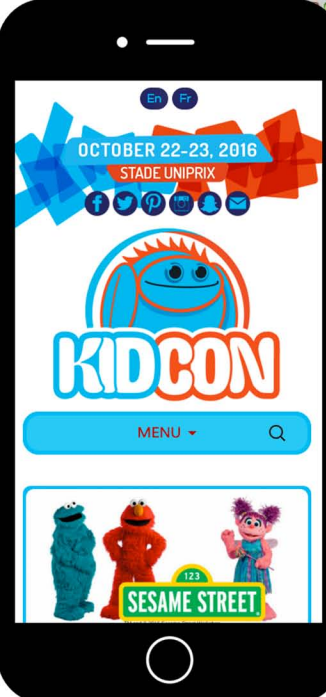 En Fr
OCTOBER 22-23, 2016
STADE UNIPRIX
KIDCON
MENU
123
SESAME STREET